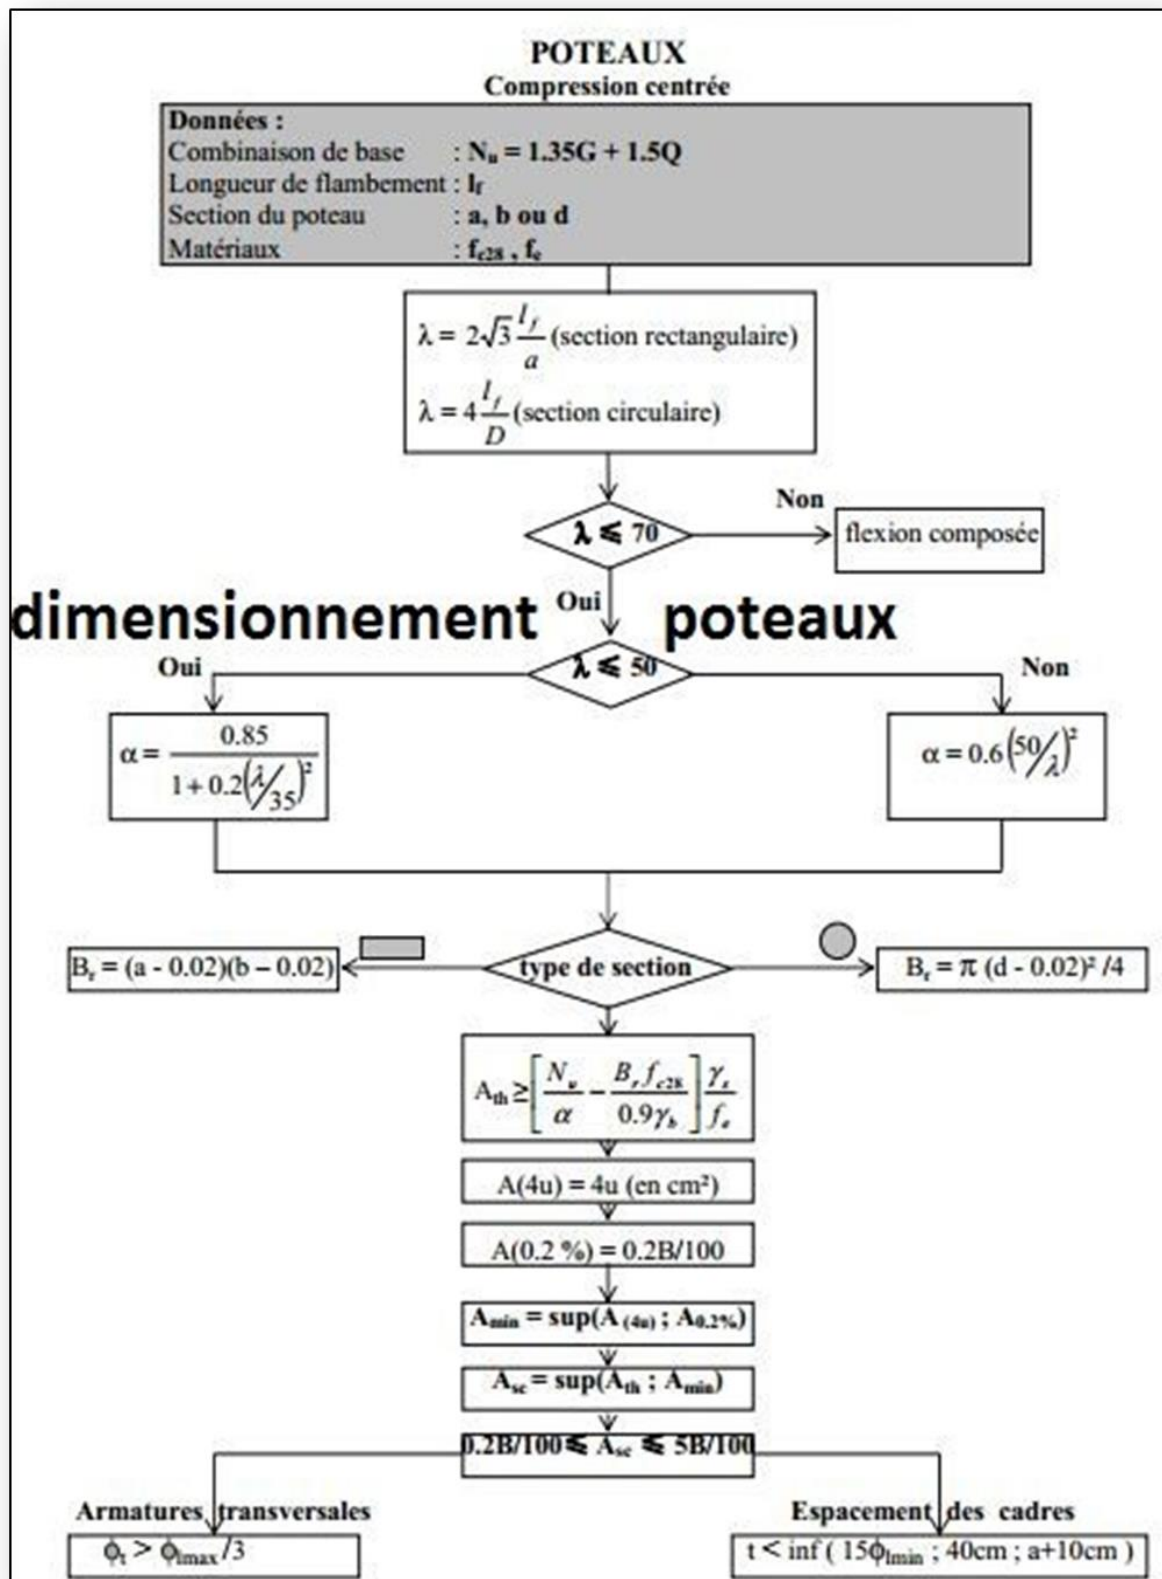 POTEAUX
Compression centrée
Données :
Combinaison de base : Nu = 1.35G + 1.5Q
Longueur de flambement : lf
Section du poteau : a, b ou d
Matériaux : fc28 , fe
λ = 2√3 lf/a (section rectangulaire)
λ = 4 lf/D (section circulaire)
λ ⩽ 70
Non
flexion composée
Oui
dimensionnement poteaux
λ ⩽ 50
Oui
Non
α = 0.85 / (1 + 0.2(λ/35)²)
α = 0.6(50/λ)²
Br = (a - 0.02)(b – 0.02)
type de section
Br = π (d - 0.02)² /4
Ath ≥ [Nu/α − Br fc28/0.9γb] γs/fe
A(4u) = 4u (en cm²)
A(0.2 %) = 0.2B/100
Amin = sup(A (4u) ; A0.2%)
Asc = sup(Ath ; Amin)
0.2B/100 ⩽ Asc ⩽ 5B/100
Armatures transversales
ϕt > ϕlmax /3
Espacement des cadres
t < inf ( 15ϕlmin ; 40cm ; a+10cm )